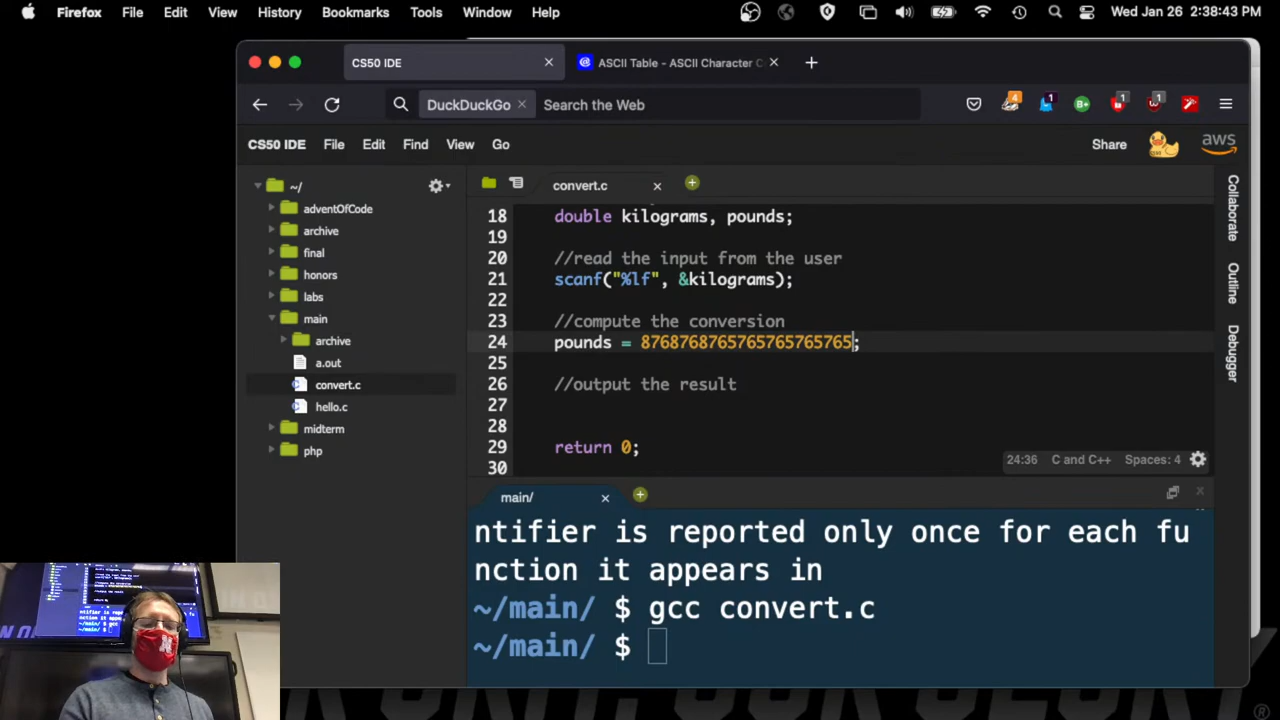 Firefox File Edit View History Bookmarks Tools Window Help Wed Jan 26 2:38:43 PM
CS50 IDE ASCII Table - ASCII Character C
DuckDuckGo Search the Web 4 1 B+ 1 1
CS50 IDE File Edit Find View Go Share aws
~/ convert.c
adventOfCode
archive
final
honors
labs
main
archive
a.out
convert.c
hello.c
midterm
php
18 double kilograms, pounds;
19
20 //read the input from the user
21 scanf("%lf", &kilograms);
22
23 //compute the conversion
24 pounds = 8768768765765765765765;
25
26 //output the result
27
28
29 return 0;
30
24:36 C and C++ Spaces: 4
Collaborate
Outline
Debugger
main/
ntifier is reported only once for each fu
nction it appears in
~/main/ $ gcc convert.c
~/main/ $
N